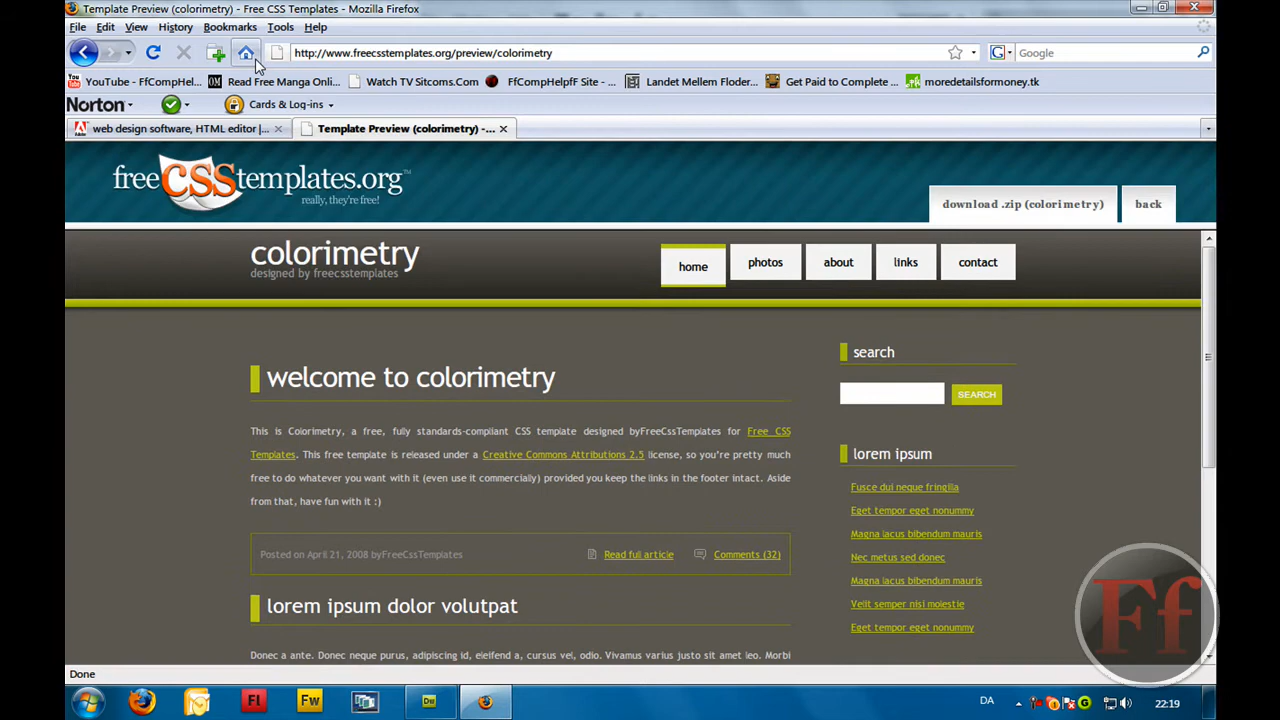 Template Preview (colorimetry) - Free CSS Templates - Mozilla Firefox
File Edit View History Bookmarks Tools Help
http://www.freecsstemplates.org/preview/colorimetry
G Google
YouTube - FfCompHel... Read Free Manga Onli... Watch TV Sitcoms.Com FfCompHelpff Site - ... Landet Mellem Floder... Get Paid to Complete ... moredetailsformoney.tk
Norton Cards & Log-ins
web design software, HTML editor |... Template Preview (colorimetry) - ...
freeCSStemplates.org™
really, they're free!
download .zip (colorimetry) back
colorimetry
designed by freecsstemplates
home photos about links contact
search
welcome to colorimetry
SEARCH
This is Colorimetry, a free, fully standards-compliant CSS template designed byFreeCssTemplates for Free CSS
Templates. This free template is released under a Creative Commons Attributions 2.5 license, so you're pretty much
free to do whatever you want with it (even use it commercially) provided you keep the links in the footer intact. Aside
from that, have fun with it :)
lorem ipsum
Fusce dui neque fringilla
Eget tempor eget nonummy
Magna lacus bibendum mauris
Nec metus sed donec
Magna lacus bibendum mauris
Velit semper nisi molestie
Eget tempor eget nonummy
Posted on April 21, 2008 byFreeCssTemplates Read full article Comments (32)
lorem ipsum dolor volutpat
Donec a ante. Donec neque purus, adipiscing id, eleifend a, cursus vel, odio. Vivamus varius justo sit amet leo. Morbi
Ff
Done
Fl Fw Dw DA 22:19